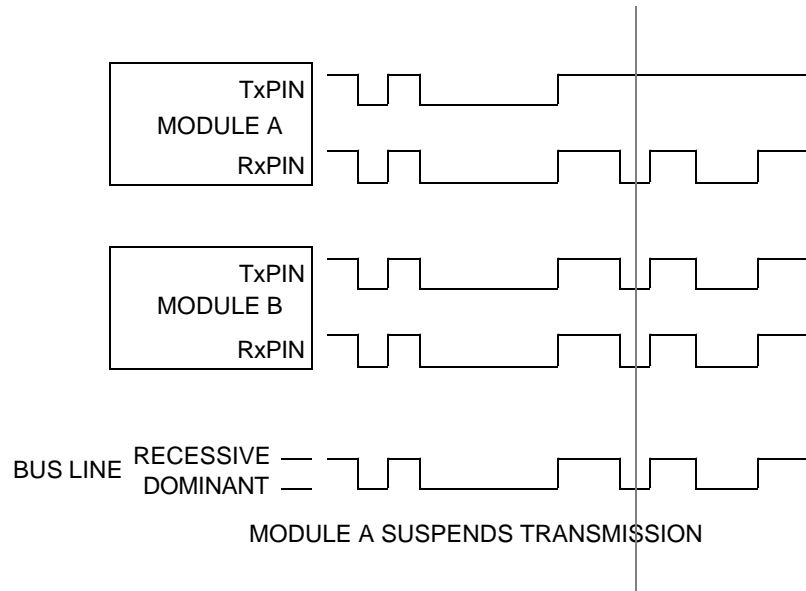 TxPIN
MODULE A
RxPIN
TxPIN
MODULE B
RxPIN
BUS LINE RECESSIVE
DOMINANT
MODULE A SUSPENDS TRANSMISSION